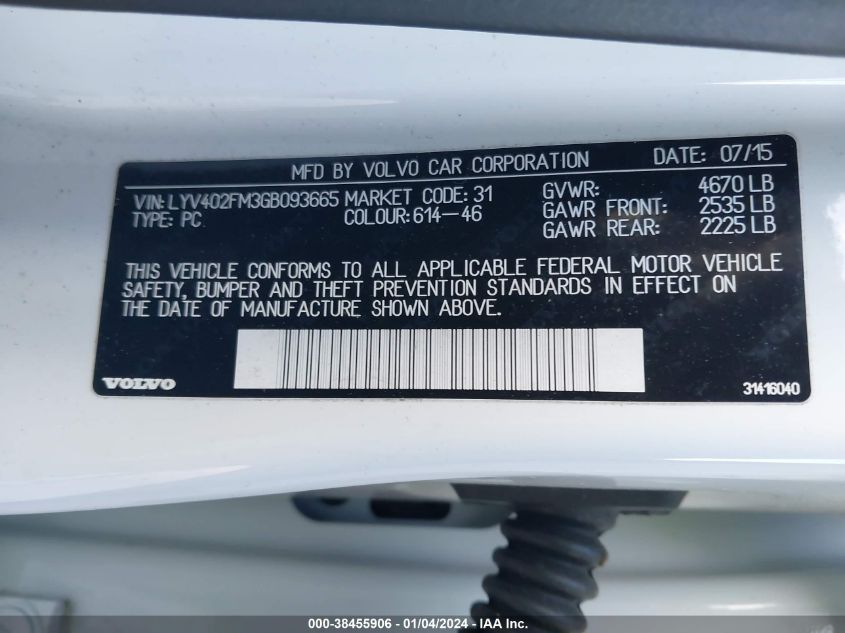 MFD BY VOLVO CAR CORPORATION DATE: 07/15
VIN: LYV402FM3GB093665 MARKET CODE: 31 GVWR: 4670 LB
TYPE: PC COLOUR: 614-46 GAWR FRONT: 2535 LB
GAWR REAR: 2225 LB
THIS VEHICLE CONFORMS TO ALL APPLICABLE FEDERAL MOTOR VEHICLE
SAFETY, BUMPER AND THEFT PREVENTION STANDARDS IN EFFECT ON
THE DATE OF MANUFACTURE SHOWN ABOVE.
VOLVO 31416040
000-38455906 - 01/04/2024 - IAA Inc.